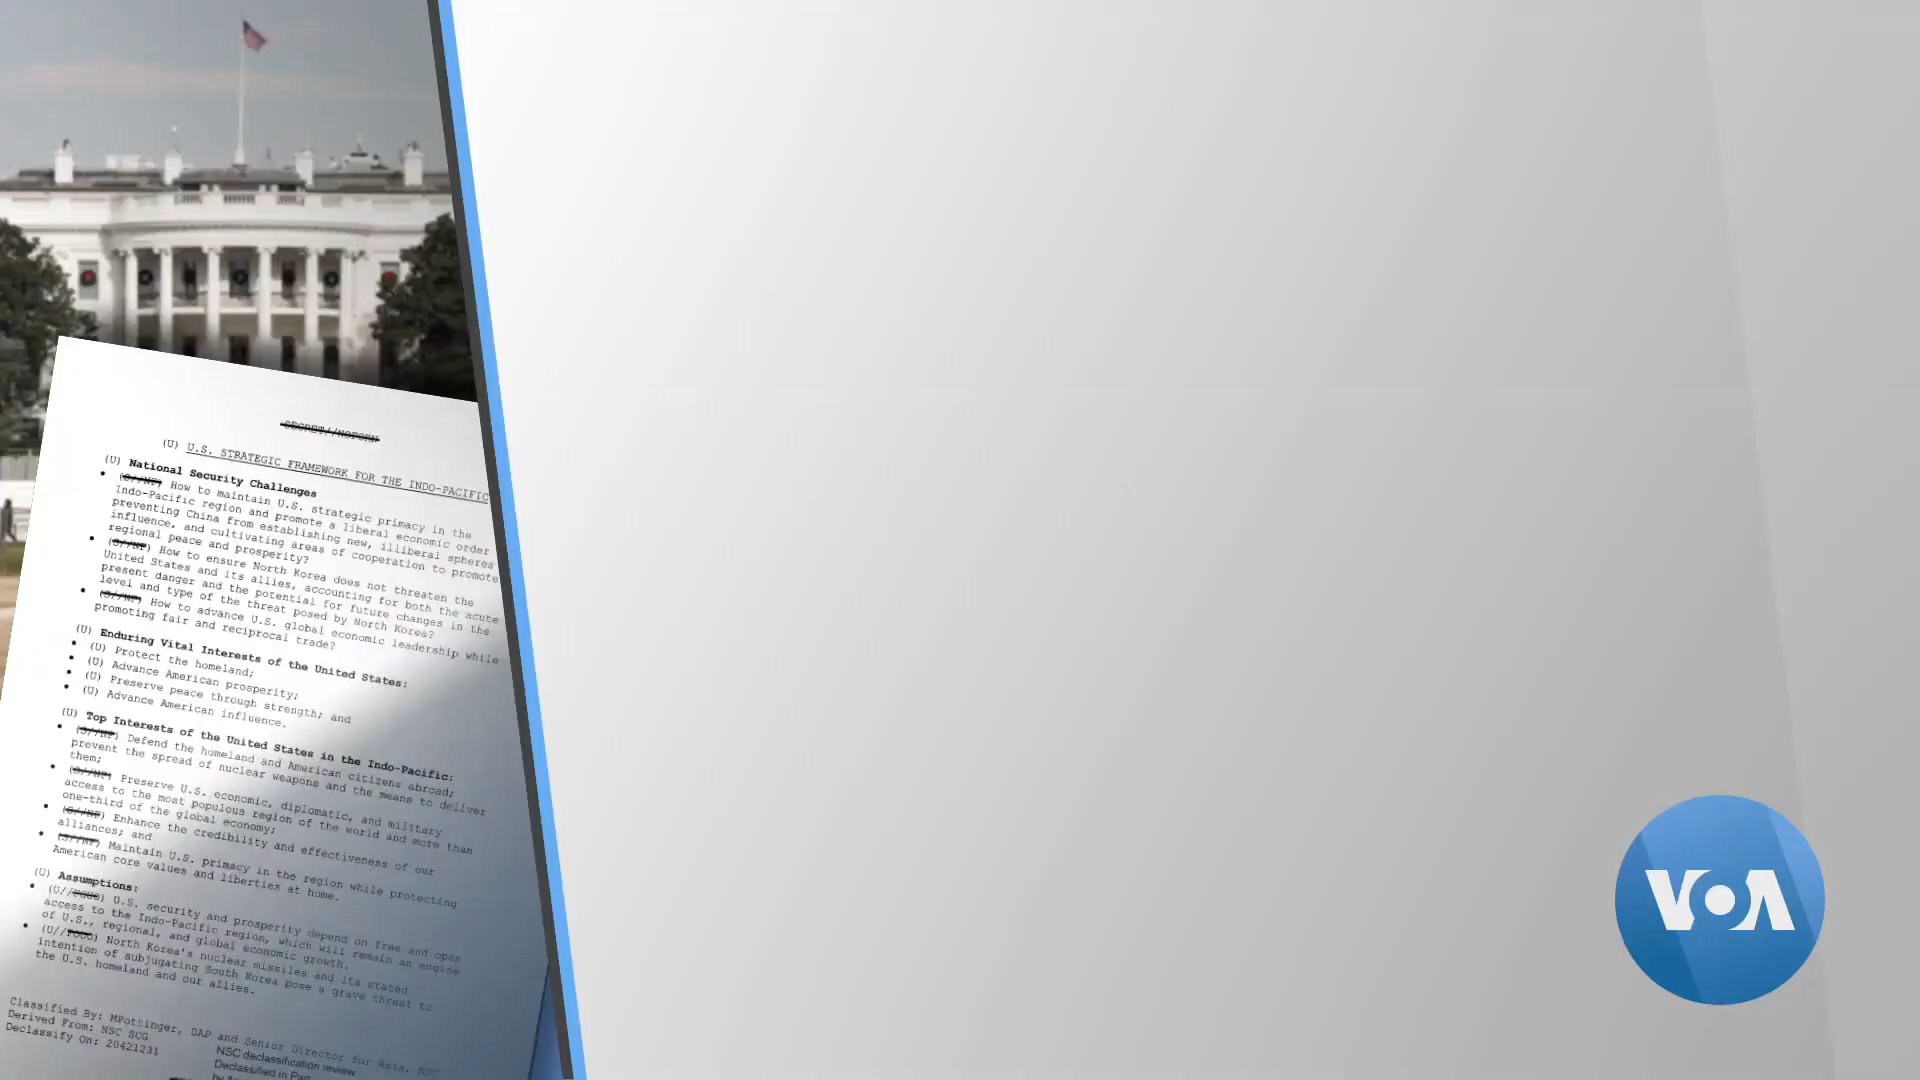 SECRET//NOFORN
(U) U.S. STRATEGIC FRAMEWORK FOR THE INDO-PACIFIC
(U) National Security Challenges
• (S//NF) How to maintain U.S. strategic primacy in the
Indo-Pacific region and promote a liberal economic order
preventing China from establishing new, illiberal spheres
influence, and cultivating areas of cooperation to promote
regional peace and prosperity?
• (S//NF) How to ensure North Korea does not threaten the
United States and its allies, accounting for both the acute
present danger and the potential for future changes in the
level and type of the threat posed by North Korea?
• (S//NF) How to advance U.S. global economic leadership while
promoting fair and reciprocal trade?
(U) Enduring Vital Interests of the United States:
• (U) Protect the homeland;
• (U) Advance American prosperity;
• (U) Preserve peace through strength; and
• (U) Advance American influence.
(U) Top Interests of the United States in the Indo-Pacific:
• (S//NF) Defend the homeland and American citizens abroad;
prevent the spread of nuclear weapons and the means to deliver
them;
• (S//NF) Preserve U.S. economic, diplomatic, and military
access to the most populous region of the world and more than
one-third of the global economy;
• (S//NF) Enhance the credibility and effectiveness of our
alliances; and
• (S//NF) Maintain U.S. primacy in the region while protecting
American core values and liberties at home.
(U) Assumptions:
• (U//FOUO) U.S. security and prosperity depend on free and open
access to the Indo-Pacific region, which will remain an engine
of U.S., regional, and global economic growth.
• (U//FOUO) North Korea's nuclear missiles and its stated
intention of subjugating South Korea pose a grave threat to
the U.S. homeland and our allies.
Classified By: MPottinger, DAP and Senior Director for Asia, NSC
Derived From: NSC SCG
Declassify On: 20421231
NSC declassification review
Declassified in Part
VOA